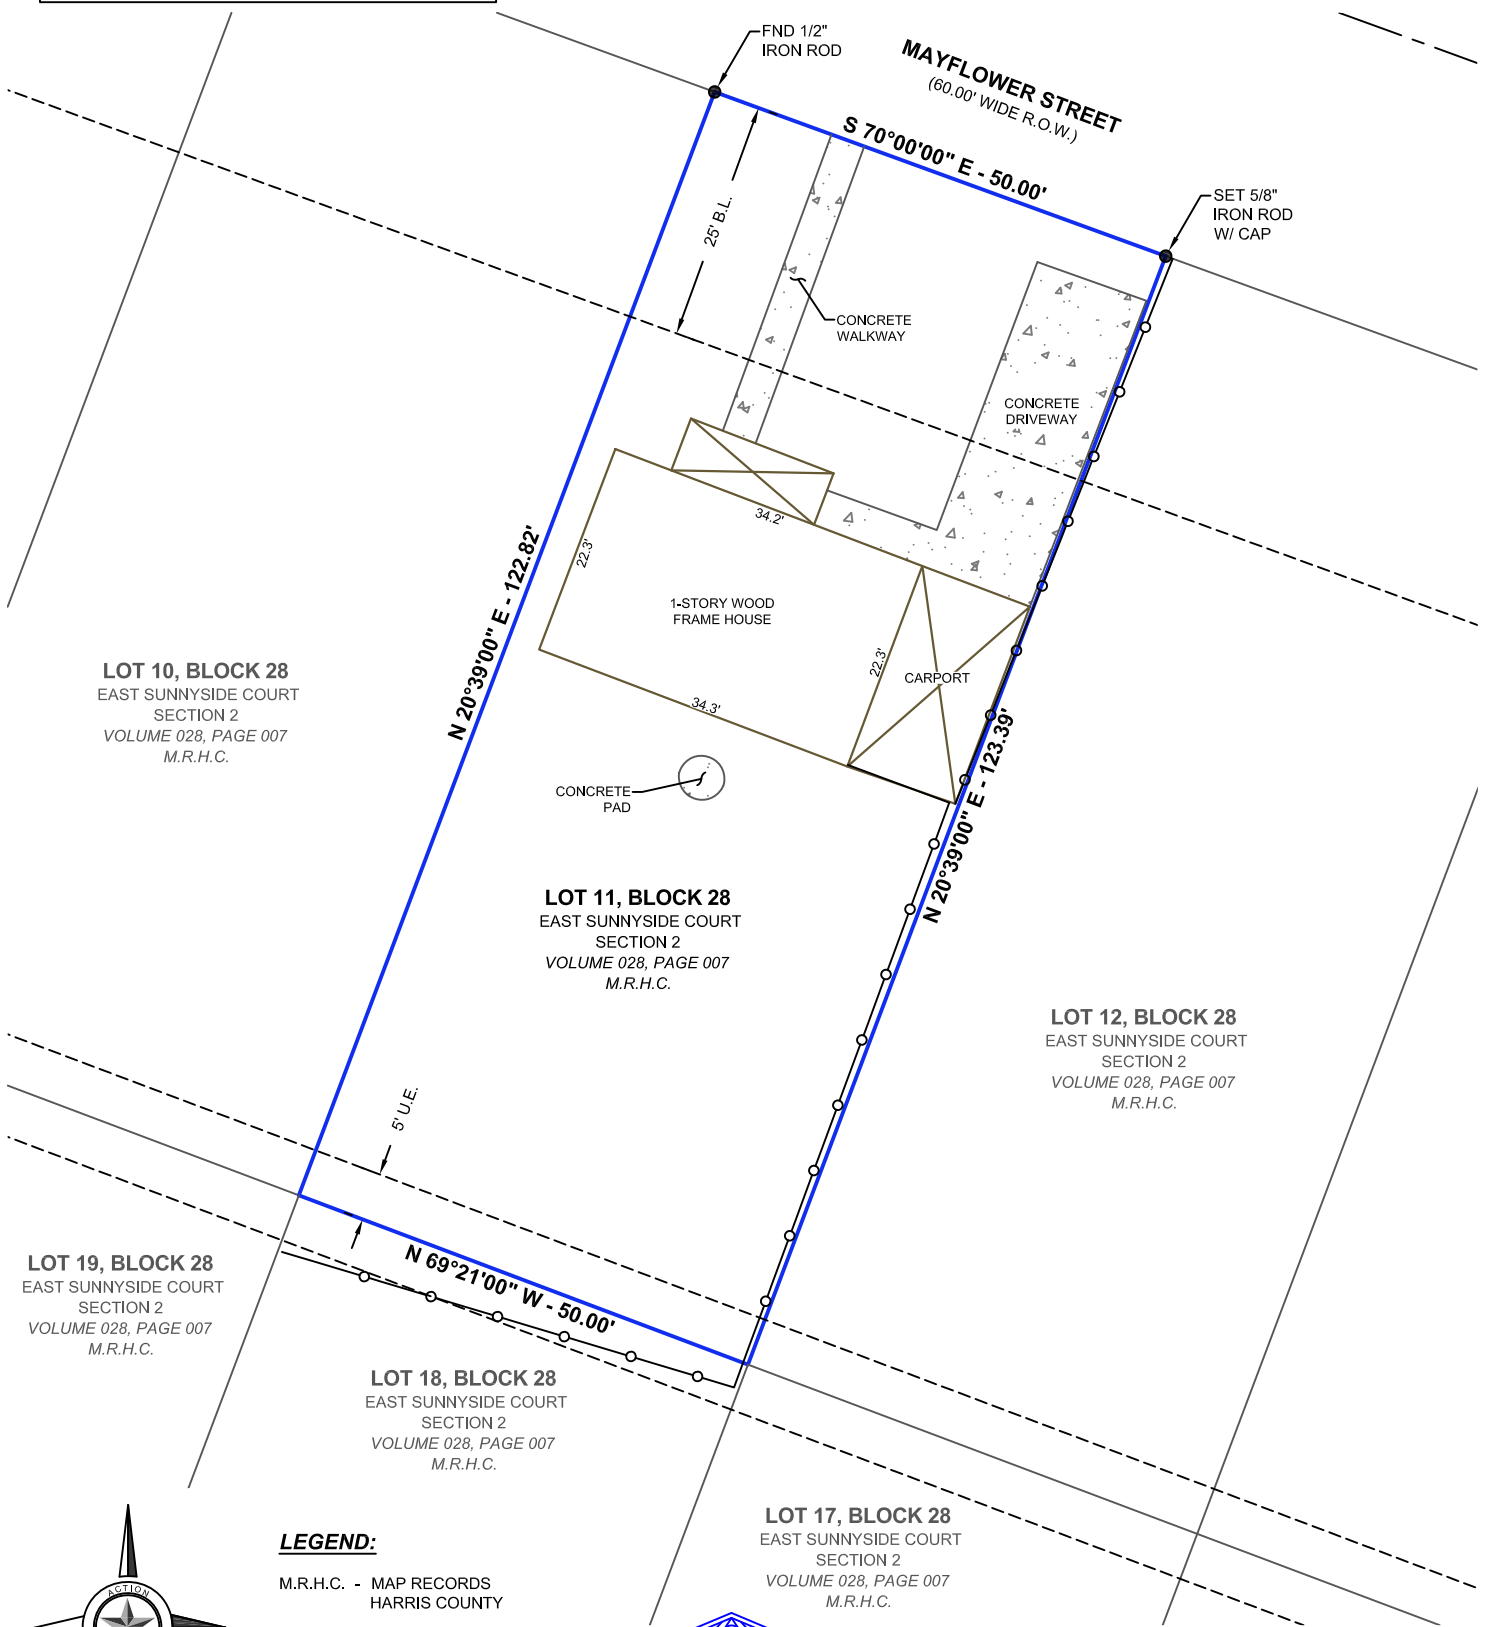 FND 1/2"
IRON ROD
MAYFLOWER STREET
(60.00' WIDE R.O.W.)
S 70°00'00" E - 50.00'
SET 5/8"
IRON ROD
W/ CAP
25' B.L.
CONCRETE
WALKWAY
CONCRETE
DRIVEWAY
34.2'
22.3'
N 20°39'00" E - 122.82'
1-STORY WOOD
FRAME HOUSE
22.3'
CARPORT
34.3'
N 20°39'00" E - 123.39'
LOT 10, BLOCK 28
EAST SUNNYSIDE COURT
SECTION 2
VOLUME 028, PAGE 007
M.R.H.C.
CONCRETE
PAD
LOT 11, BLOCK 28
EAST SUNNYSIDE COURT
SECTION 2
VOLUME 028, PAGE 007
M.R.H.C.
LOT 12, BLOCK 28
EAST SUNNYSIDE COURT
SECTION 2
VOLUME 028, PAGE 007
M.R.H.C.
5' U.E.
N 69°21'00" W - 50.00'
LOT 19, BLOCK 28
EAST SUNNYSIDE COURT
SECTION 2
VOLUME 028, PAGE 007
M.R.H.C.
LOT 18, BLOCK 28
EAST SUNNYSIDE COURT
SECTION 2
VOLUME 028, PAGE 007
M.R.H.C.
LOT 17, BLOCK 28
EAST SUNNYSIDE COURT
SECTION 2
VOLUME 028, PAGE 007
M.R.H.C.
LEGEND:
M.R.H.C. - MAP RECORDS
HARRIS COUNTY
ACTION